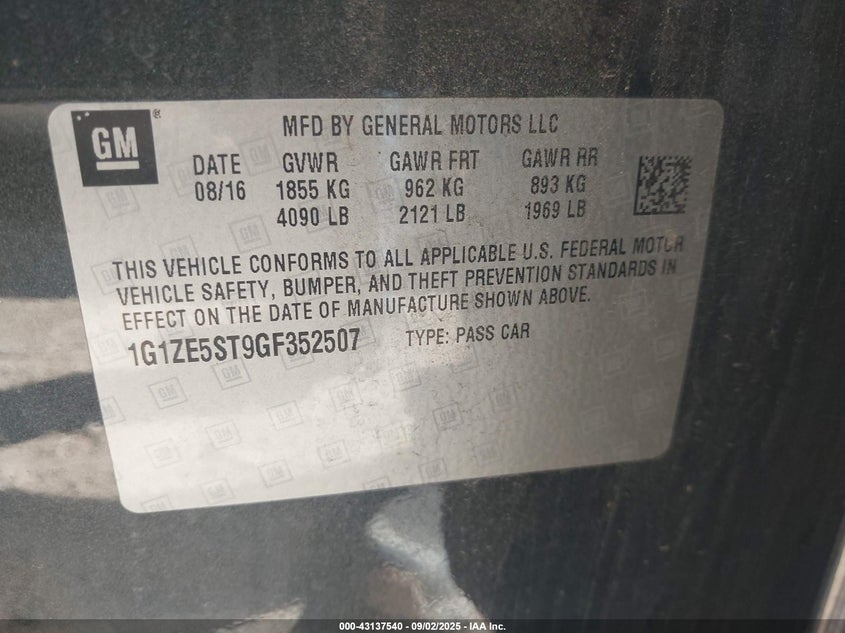 GM®
MFD BY GENERAL MOTORS LLC
DATE GVWR GAWR FRT GAWR RR
08/16 1855 KG 962 KG 893 KG
4090 LB 2121 LB 1969 LB
THIS VEHICLE CONFORMS TO ALL APPLICABLE U.S. FEDERAL MOTOR
VEHICLE SAFETY, BUMPER, AND THEFT PREVENTION STANDARDS IN
EFFECT ON THE DATE OF MANUFACTURE SHOWN ABOVE.
1G1ZE5ST9GF352507 TYPE: PASS CAR
000-43137540 - 09/02/2025 - IAA Inc.